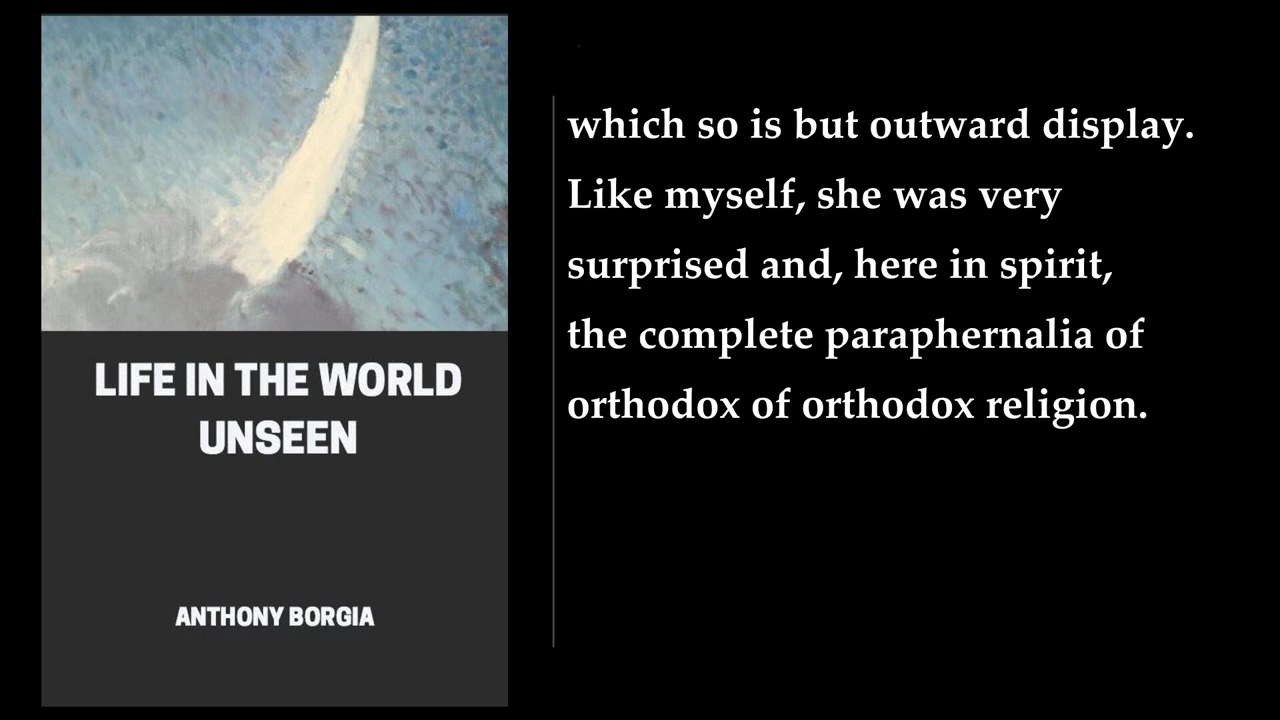 LIFE IN THE WORLD
UNSEEN
ANTHONY BORGIA
which so is but outward display.
Like myself, she was very
surprised and, here in spirit,
the complete paraphernalia of
orthodox of orthodox religion.